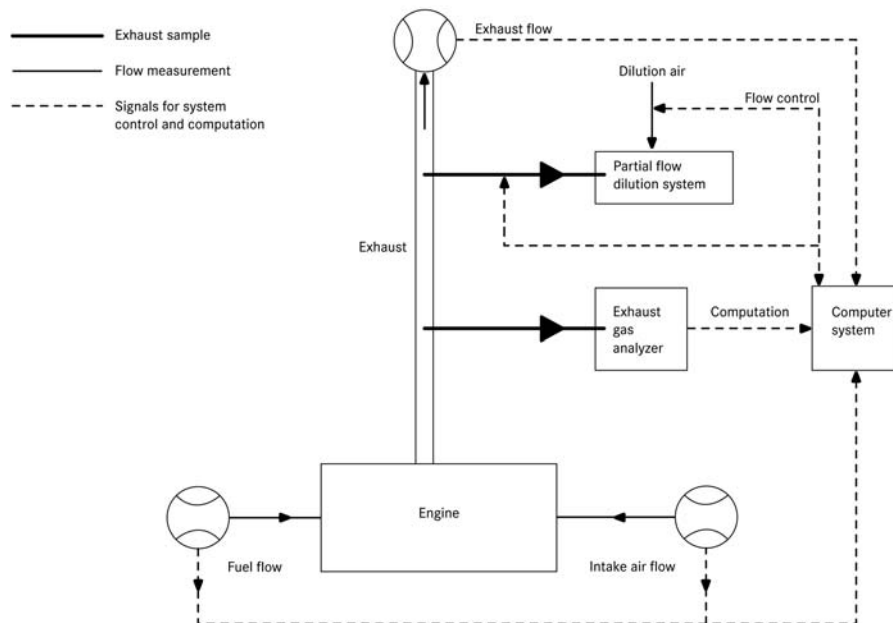 Exhaust sample
Flow measurement
Signals for system
control and computation
Exhaust flow
Dilution air
Flow control
Partial flow
dilution system
Exhaust
Exhaust
gas
analyzer
Computation
Computer
system
Engine
Fuel flow
Intake air flow